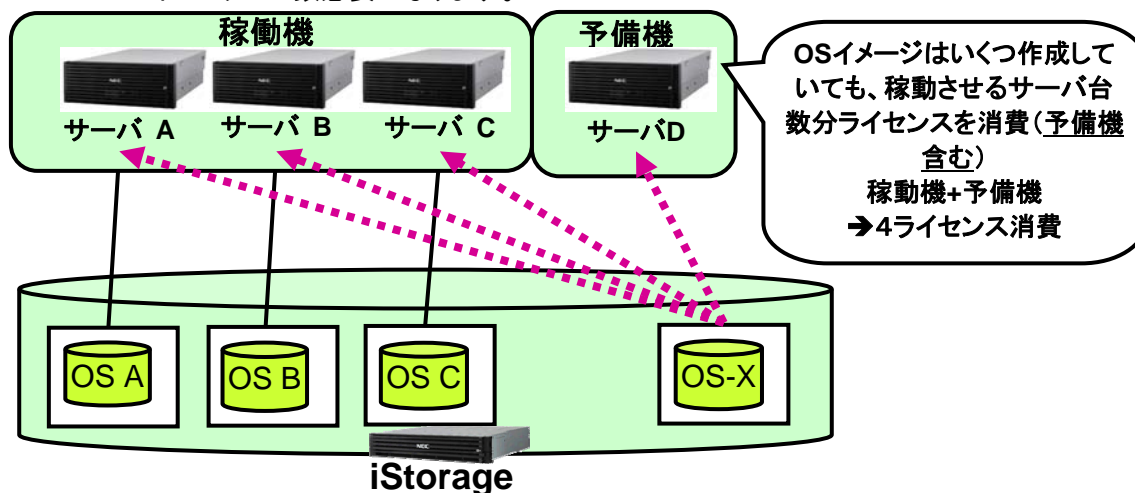 稼働機
予備機
サーバ A
サーバ B
サーバ C
サーバD
OSイメージはいくつ作成して
いても、稼動させるサーバ台
数分ライセンスを消費(予備機
含む)
稼動機+予備機
➔4ライセンス消費
OS A
OS B
OS C
OS-X
NEC
iStorage